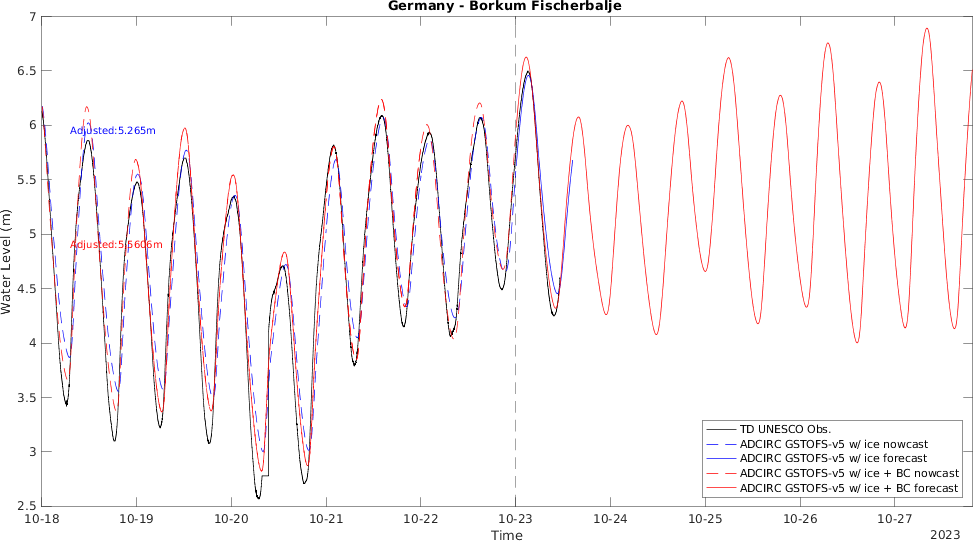 Germany - Borkum Fischerbalje
7
6.5
6
5.5
5
4.5
4
3.5
3
2.5
Water Level (m)
Adjusted:5.265m
Adjusted:5.5606m
TD UNESCO Obs.
ADCIRC GSTOFS-v5 w/ ice nowcast
ADCIRC GSTOFS-v5 w/ ice forecast
ADCIRC GSTOFS-v5 w/ ice + BC nowcast
ADCIRC GSTOFS-v5 w/ ice + BC forecast
10-18 10-19 10-20 10-21 10-22 10-23 10-24 10-25 10-26 10-27
Time
2023